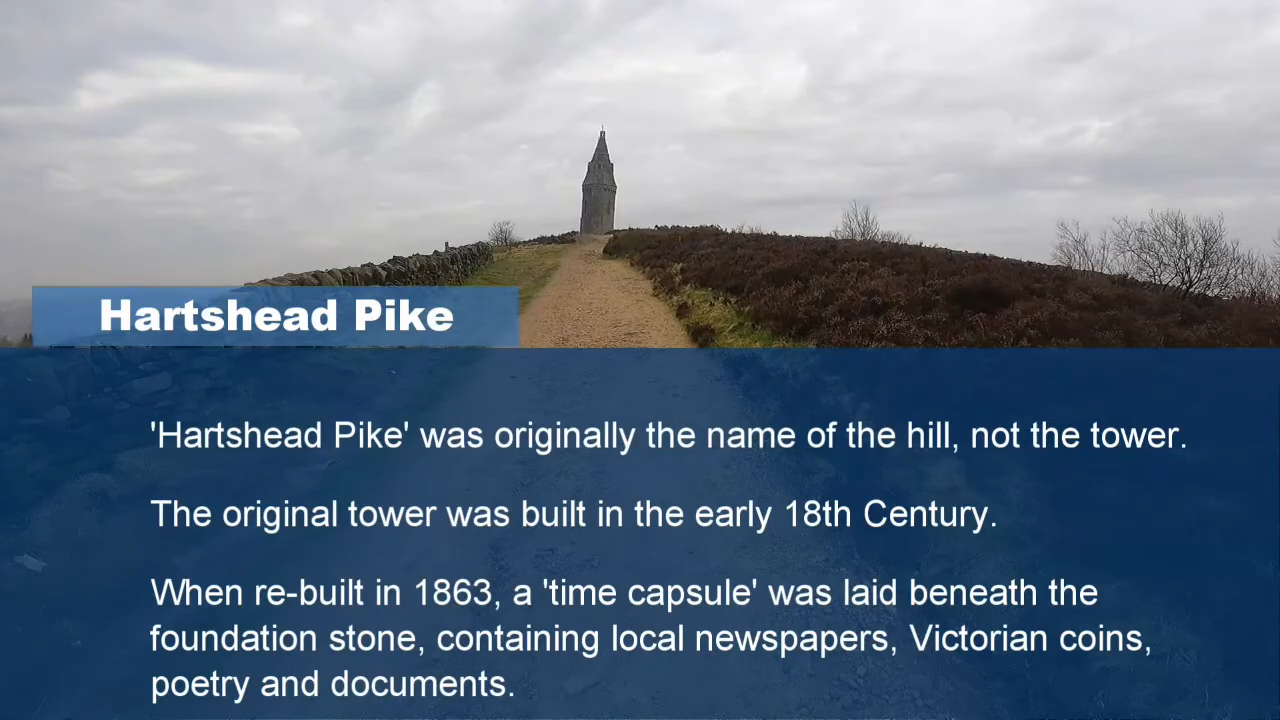 Hartshead Pike
'Hartshead Pike' was originally the name of the hill, not the tower.
The original tower was built in the early 18th Century.
When re-built in 1863, a 'time capsule' was laid beneath the
foundation stone, containing local newspapers, Victorian coins,
poetry and documents.